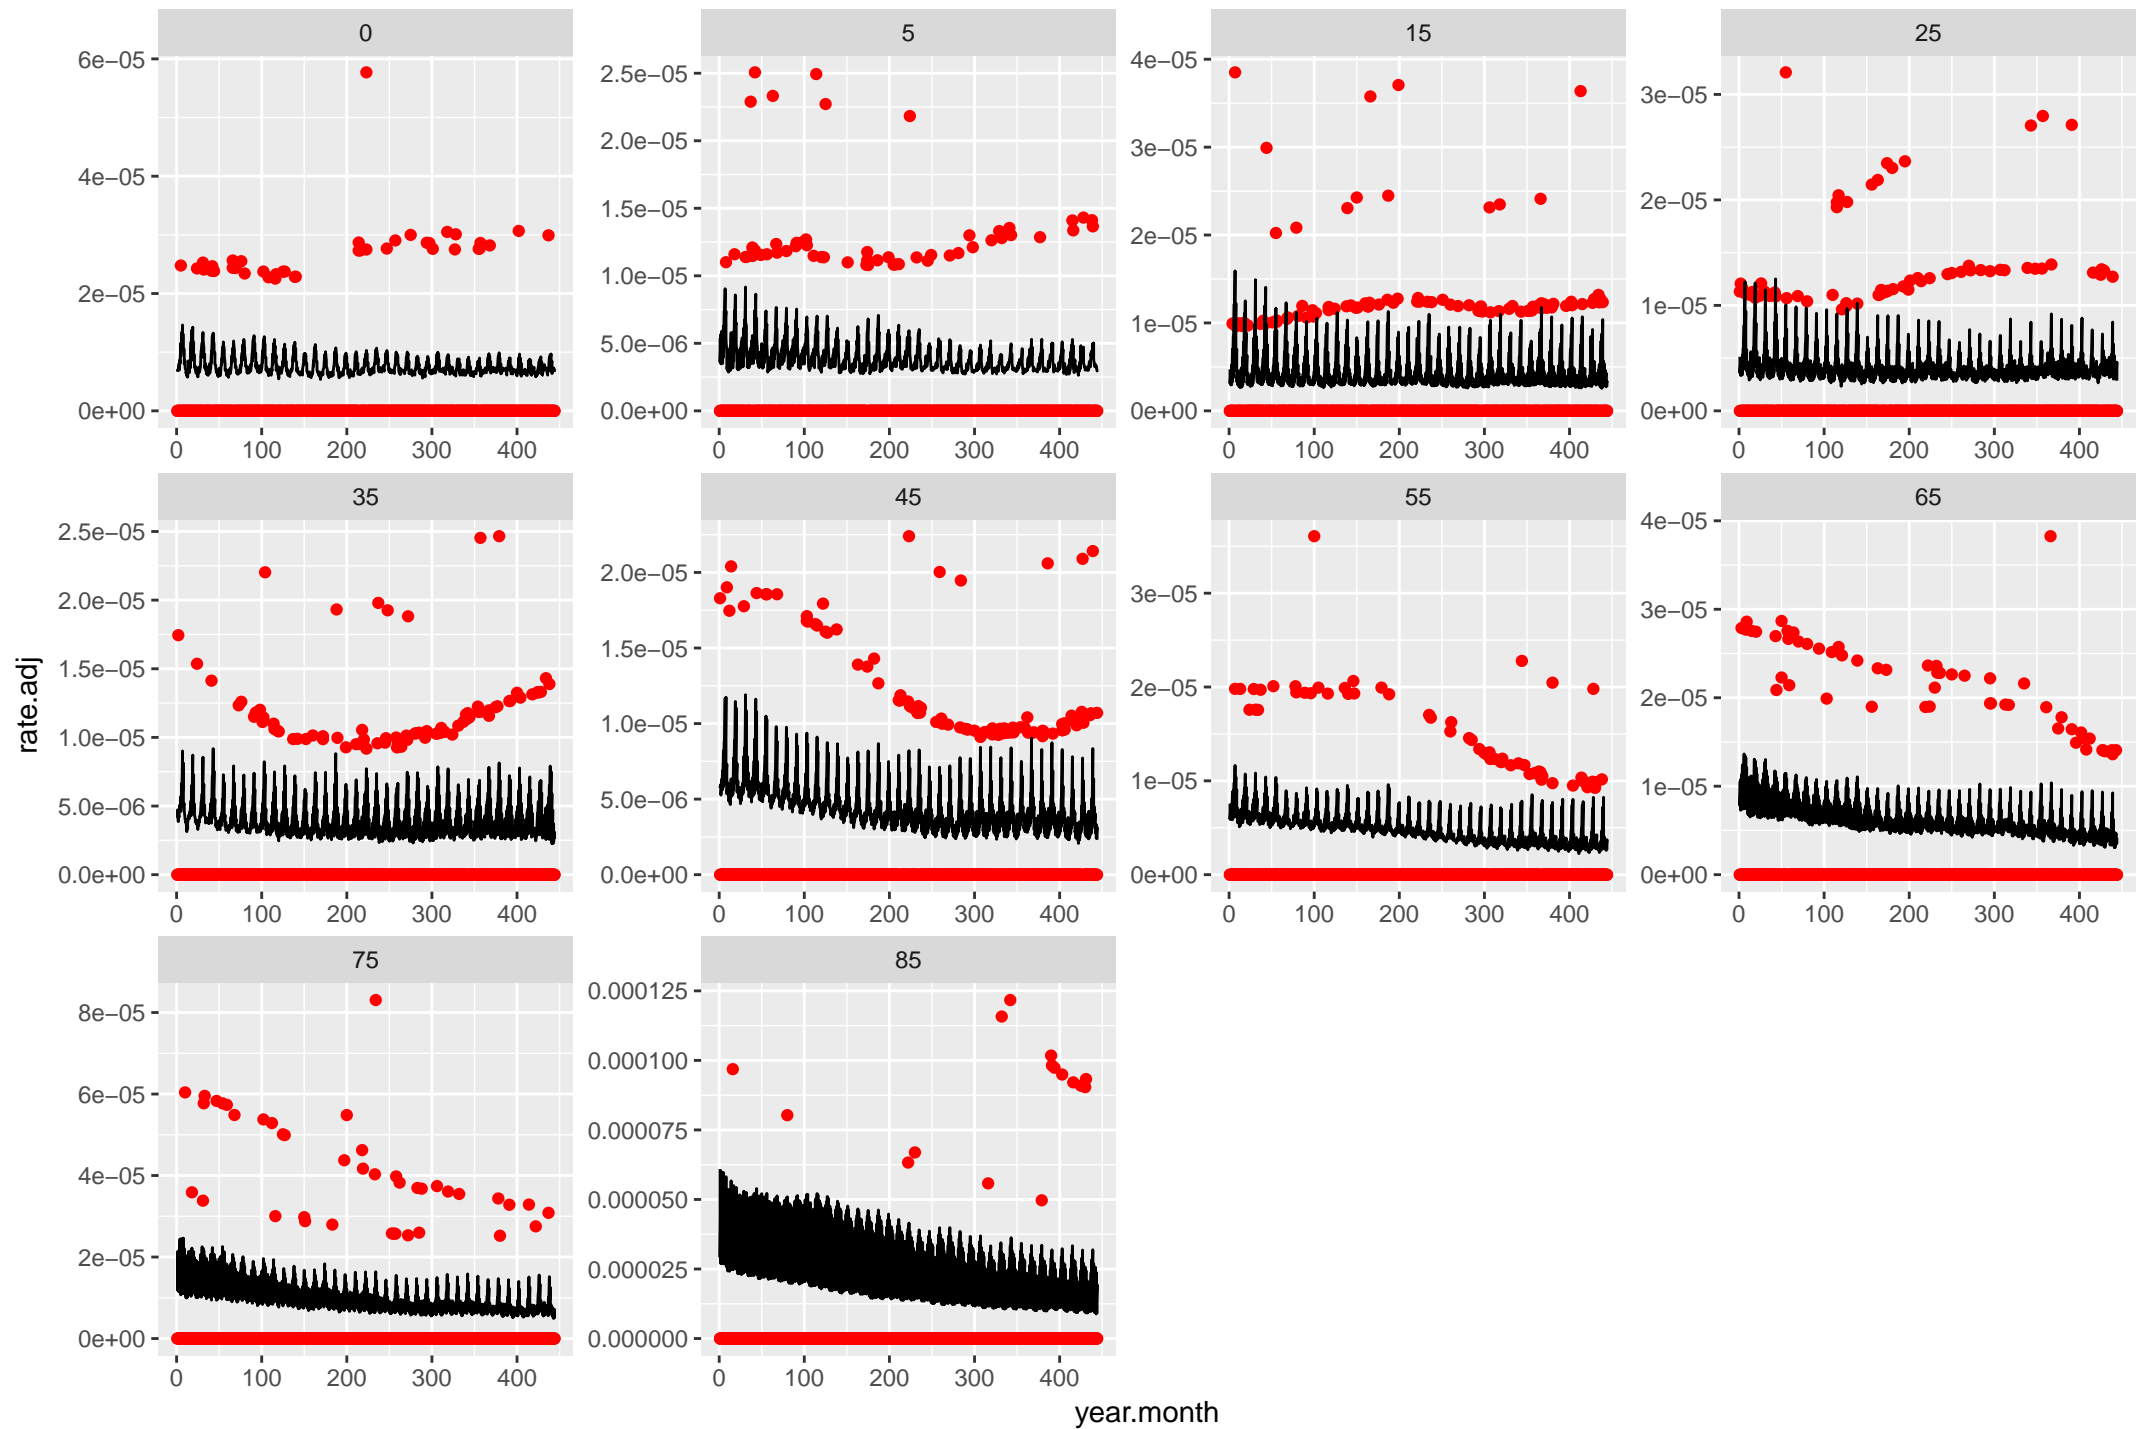 0 5 15 25
6e−05 2.5e−05 4e−05 3e−05
4e−05 2.0e−05 3e−05 2e−05
2e−05 1.5e−05 2e−05 1e−05
0e+00 1.0e−05 1e−05 0e+00
5.0e−06 0e+00
0.0e+00
0 100 200 300 400 0 100 200 300 400 0 100 200 300 400 0 100 200 300 400
35 45 55 65
2.5e−05 2.0e−05 3e−05 4e−05
2.0e−05 1.5e−05 2e−05 3e−05
1.5e−05 1.0e−05 1e−05 2e−05
1.0e−05 5.0e−06 0e+00 1e−05
5.0e−06 0.0e+00 0e+00
0.0e+00
0 100 200 300 400 0 100 200 300 400 0 100 200 300 400 0 100 200 300 400
rate.adj
75 85
8e−05 0.000125
6e−05 0.000100
4e−05 0.000075
2e−05 0.000050
0e+00 0.000025
0.000000
0 100 200 300 400 0 100 200 300 400
year.month